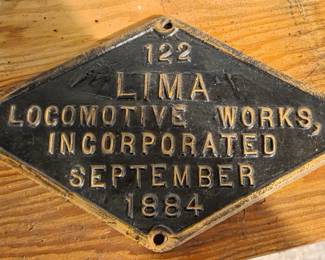 122
LIMA
LOCOMOTIVE WORKS,
INCORPORATED
SEPTEMBER
1884